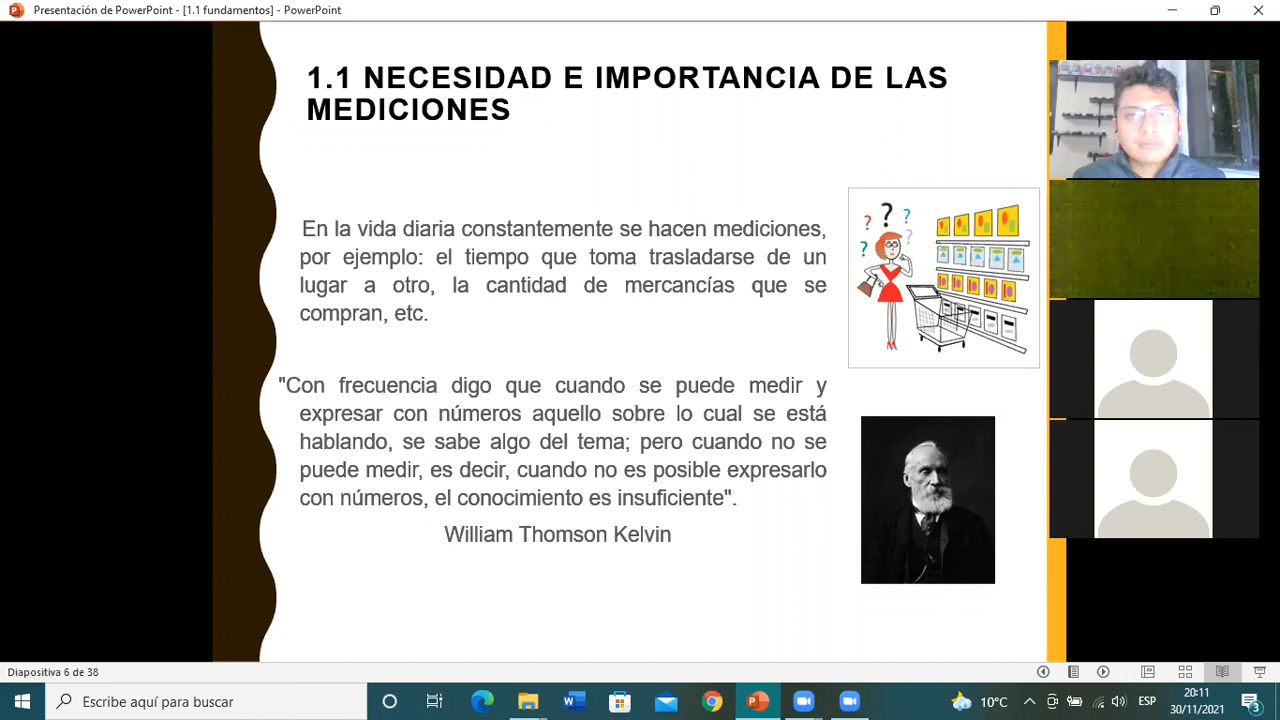 Presentación de PowerPoint - [1.1 fundamentos] - PowerPoint
1.1 NECESIDAD E IMPORTANCIA DE LAS
MEDICIONES
En la vida diaria constantemente se hacen mediciones,
por ejemplo: el tiempo que toma trasladarse de un
lugar a otro, la cantidad de mercancías que se
compran, etc.
? ? ? ? ?
"Con frecuencia digo que cuando se puede medir y
expresar con números aquello sobre lo cual se está
hablando, se sabe algo del tema; pero cuando no se
puede medir, es decir, cuando no es posible expresarlo
con números, el conocimiento es insuficiente".
William Thomson Kelvin
Diapositiva 6 de 38
Escribe aquí para buscar
10°C
ESP
20:11
30/11/2021
3